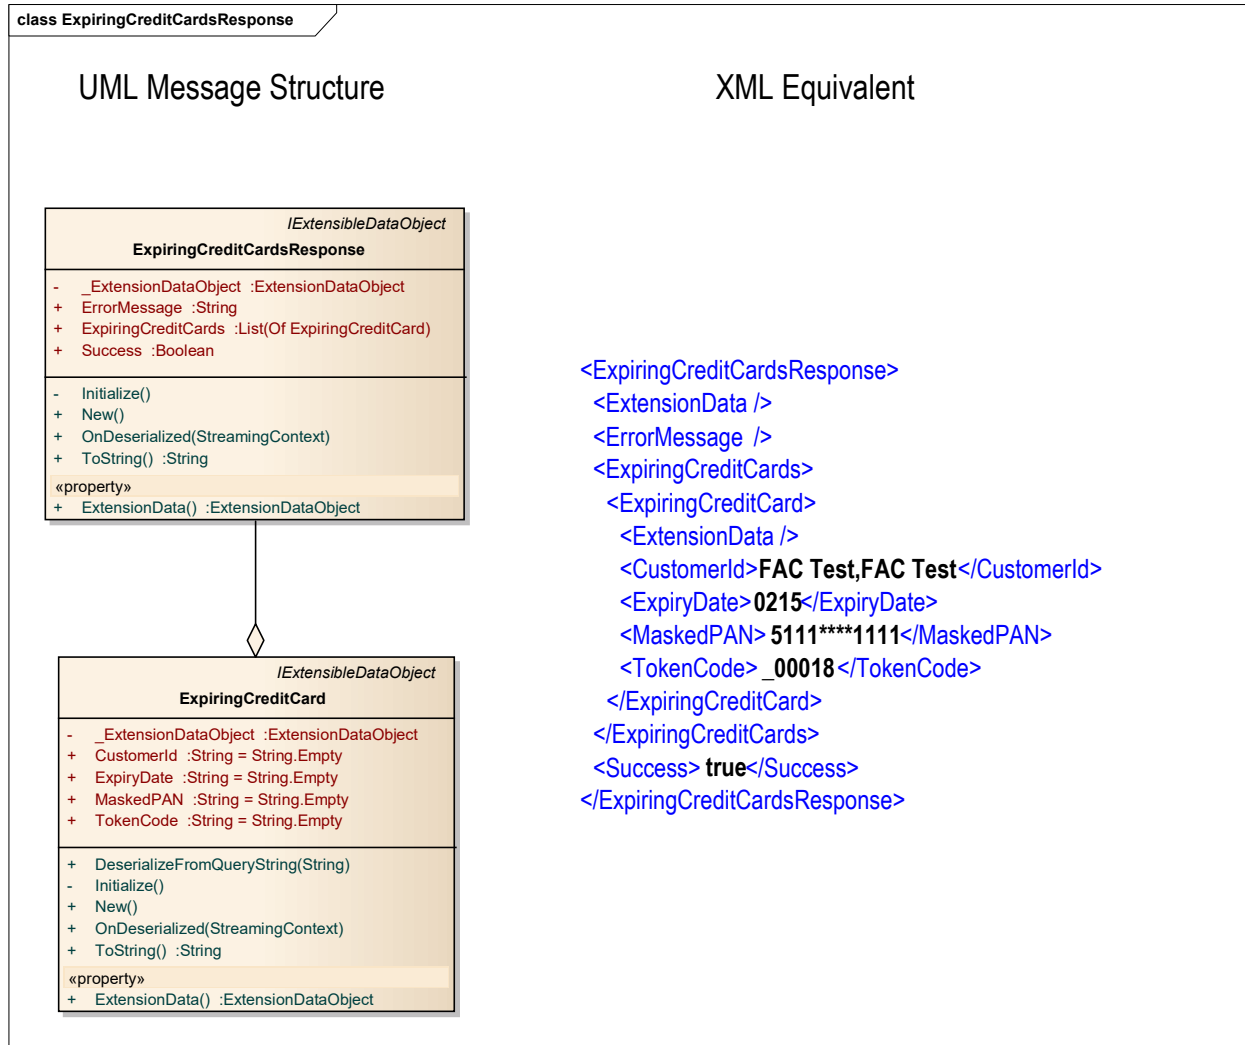 class ExpiringCreditCardsResponse
UML Message Structure
XML Equivalent
IExtensibleDataObject
ExpiringCreditCardsResponse
- _ExtensionDataObject :ExtensionDataObject
+ ErrorMessage :String
+ ExpiringCreditCards :List(Of ExpiringCreditCard)
+ Success :Boolean
- Initialize()
+ New()
+ OnDeserialized(StreamingContext)
+ ToString() :String
«property»
+ ExtensionData() :ExtensionDataObject
IExtensibleDataObject
ExpiringCreditCard
- _ExtensionDataObject :ExtensionDataObject
+ CustomerId :String = String.Empty
+ ExpiryDate :String = String.Empty
+ MaskedPAN :String = String.Empty
+ TokenCode :String = String.Empty
+ DeserializeFromQueryString(String)
- Initialize()
+ New()
+ OnDeserialized(StreamingContext)
+ ToString() :String
«property»
+ ExtensionData() :ExtensionDataObject
<ExpiringCreditCardsResponse>
<ExtensionData />
<ErrorMessage />
<ExpiringCreditCards>
<ExpiringCreditCard>
<ExtensionData />
<CustomerId>FAC Test,FAC Test</CustomerId>
<ExpiryDate>0215</ExpiryDate>
<MaskedPAN>5111****1111</MaskedPAN>
<TokenCode>_00018</TokenCode>
</ExpiringCreditCard>
</ExpiringCreditCards>
<Success>true</Success>
</ExpiringCreditCardsResponse>